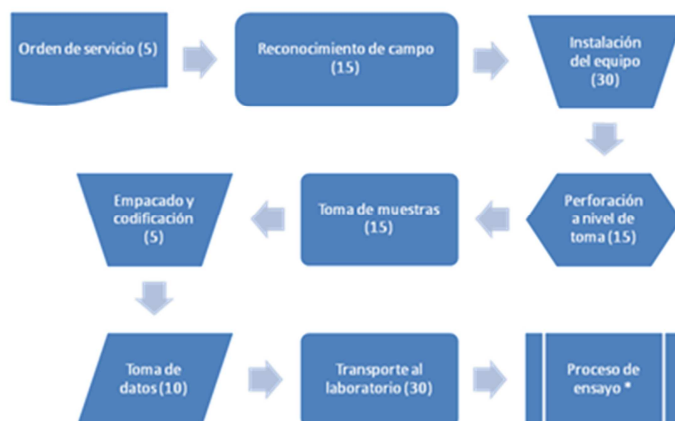 Orden de servicio (5)
Reconocimiento de campo
(15)
Instalación
del equipo
(30)
Perforación
a nivel de
toma (15)
Toma de muestras
(15)
Empacado y
codificación
(5)
Toma de
datos (10)
Transporte al
laboratorio (30)
Proceso de
ensayo *